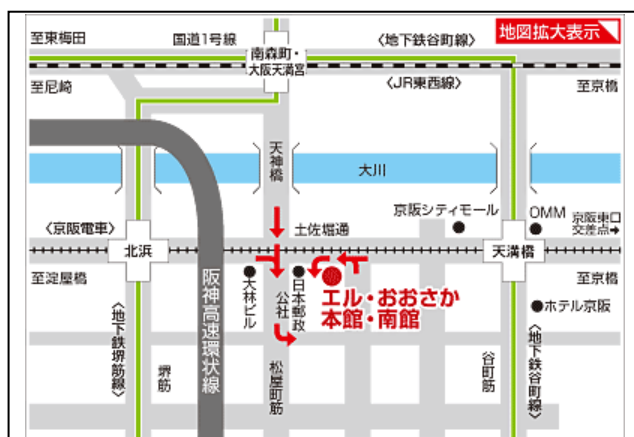 地図拡大表示
至東梅田
国道1号線
南森町・
大阪天満宮
〈地下鉄谷町線〉
至尼崎
〈JR東西線〉
至京橋
天神橋
大川
京阪シティモール
OMM
京阪東口
交差点→
〈京阪電車〉
土佐堀通
北浜
天満橋
至淀屋橋
大林ビル
日本郵政
公社
エル・おおさか
本館・南館
至京橋
ホテル京阪
阪神高速環状線
〈地下鉄堺筋線〉
堺筋
松屋町筋
谷町筋
〈地下鉄谷町線〉